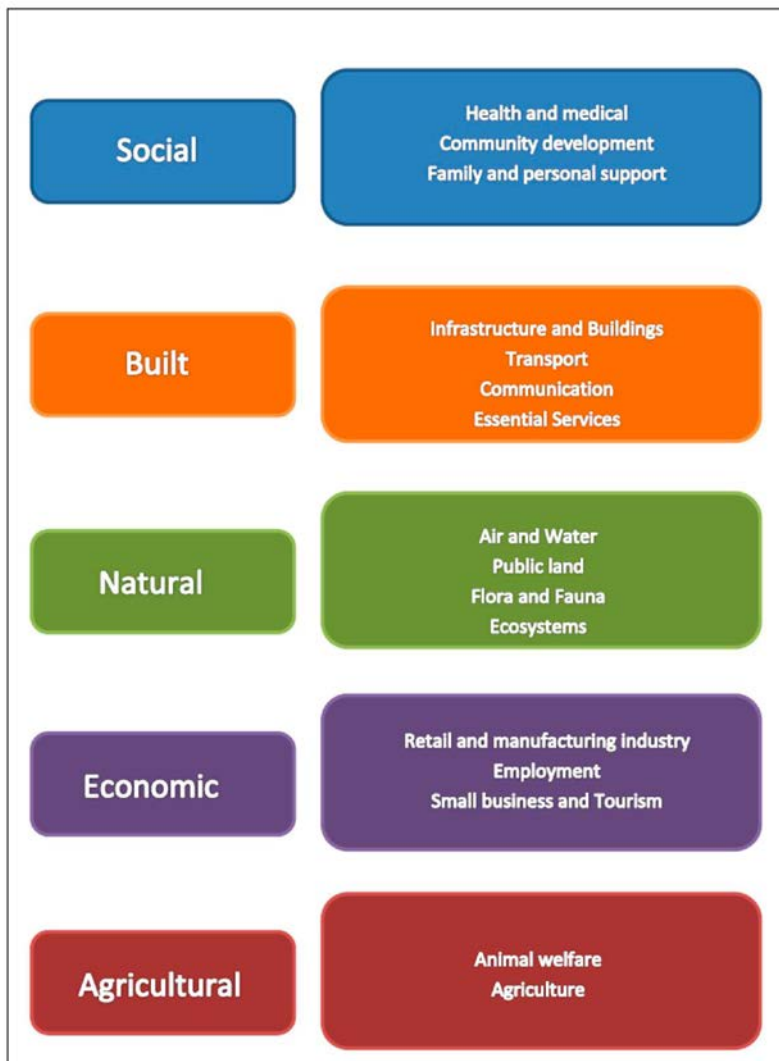 Social
Health and medical
Community development
Family and personal support
Built
Infrastructure and Buildings
Transport
Communication
Essential Services
Natural
Air and Water
Public land
Flora and Fauna
Ecosystems
Economic
Retail and manufacturing industry
Employment
Small business and Tourism
Agricultural
Animal welfare
Agriculture